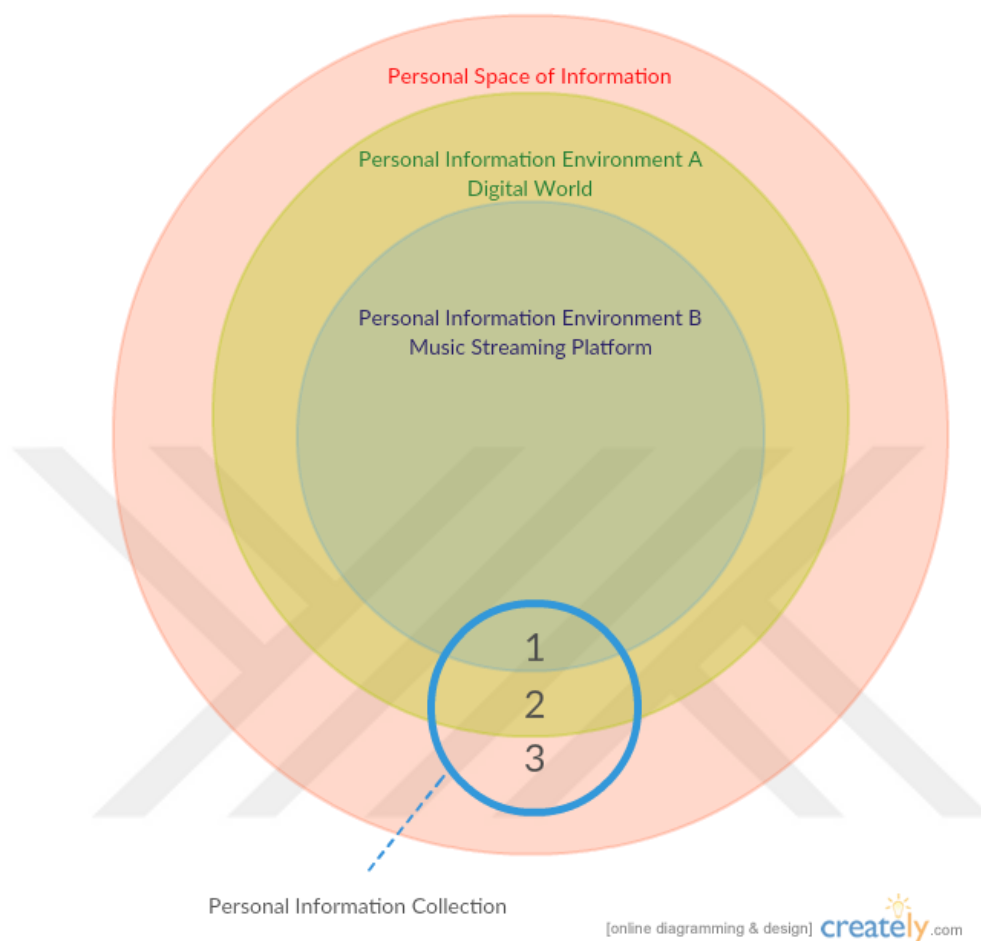 Personal Space of Information
Personal Information Environment A
Digital World
Personal Information Environment B
Music Streaming Platform
1
2
3
Personal Information Collection
[online diagramming & design] creately.com